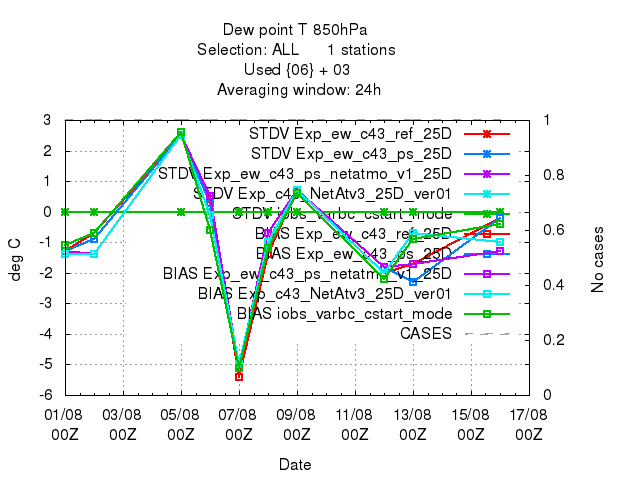 Dew point T 850hPa
Selection: ALL 1 stations
Used {06} + 03
Averaging window: 24h
STDV Exp_ew_c43_ref_25D
STDV Exp_ew_c43_ps_25D
STDV Exp_ew_c43_ps_netatmo_v1_25D
STDV Exp_c43_NetAtv3_25D_ver01
STDV iobs_varbc_cstart_mode
BIAS Exp_ew_c43_ref_25D
BIAS Exp_ew_c43_ps_25D
BIAS Exp_ew_c43_ps_netatmo_v1_25D
BIAS Exp_c43_NetAtv3_25D_ver01
BIAS iobs_varbc_cstart_mode
CASES
deg C
3
2
1
0
-1
-2
-3
-4
-5
-6
No cases
1
0.8
0.6
0.4
0.2
0
01/08 03/08 05/08 07/08 09/08 11/08 13/08 15/08 17/08
00Z 00Z 00Z 00Z 00Z 00Z 00Z 00Z 00Z
Date